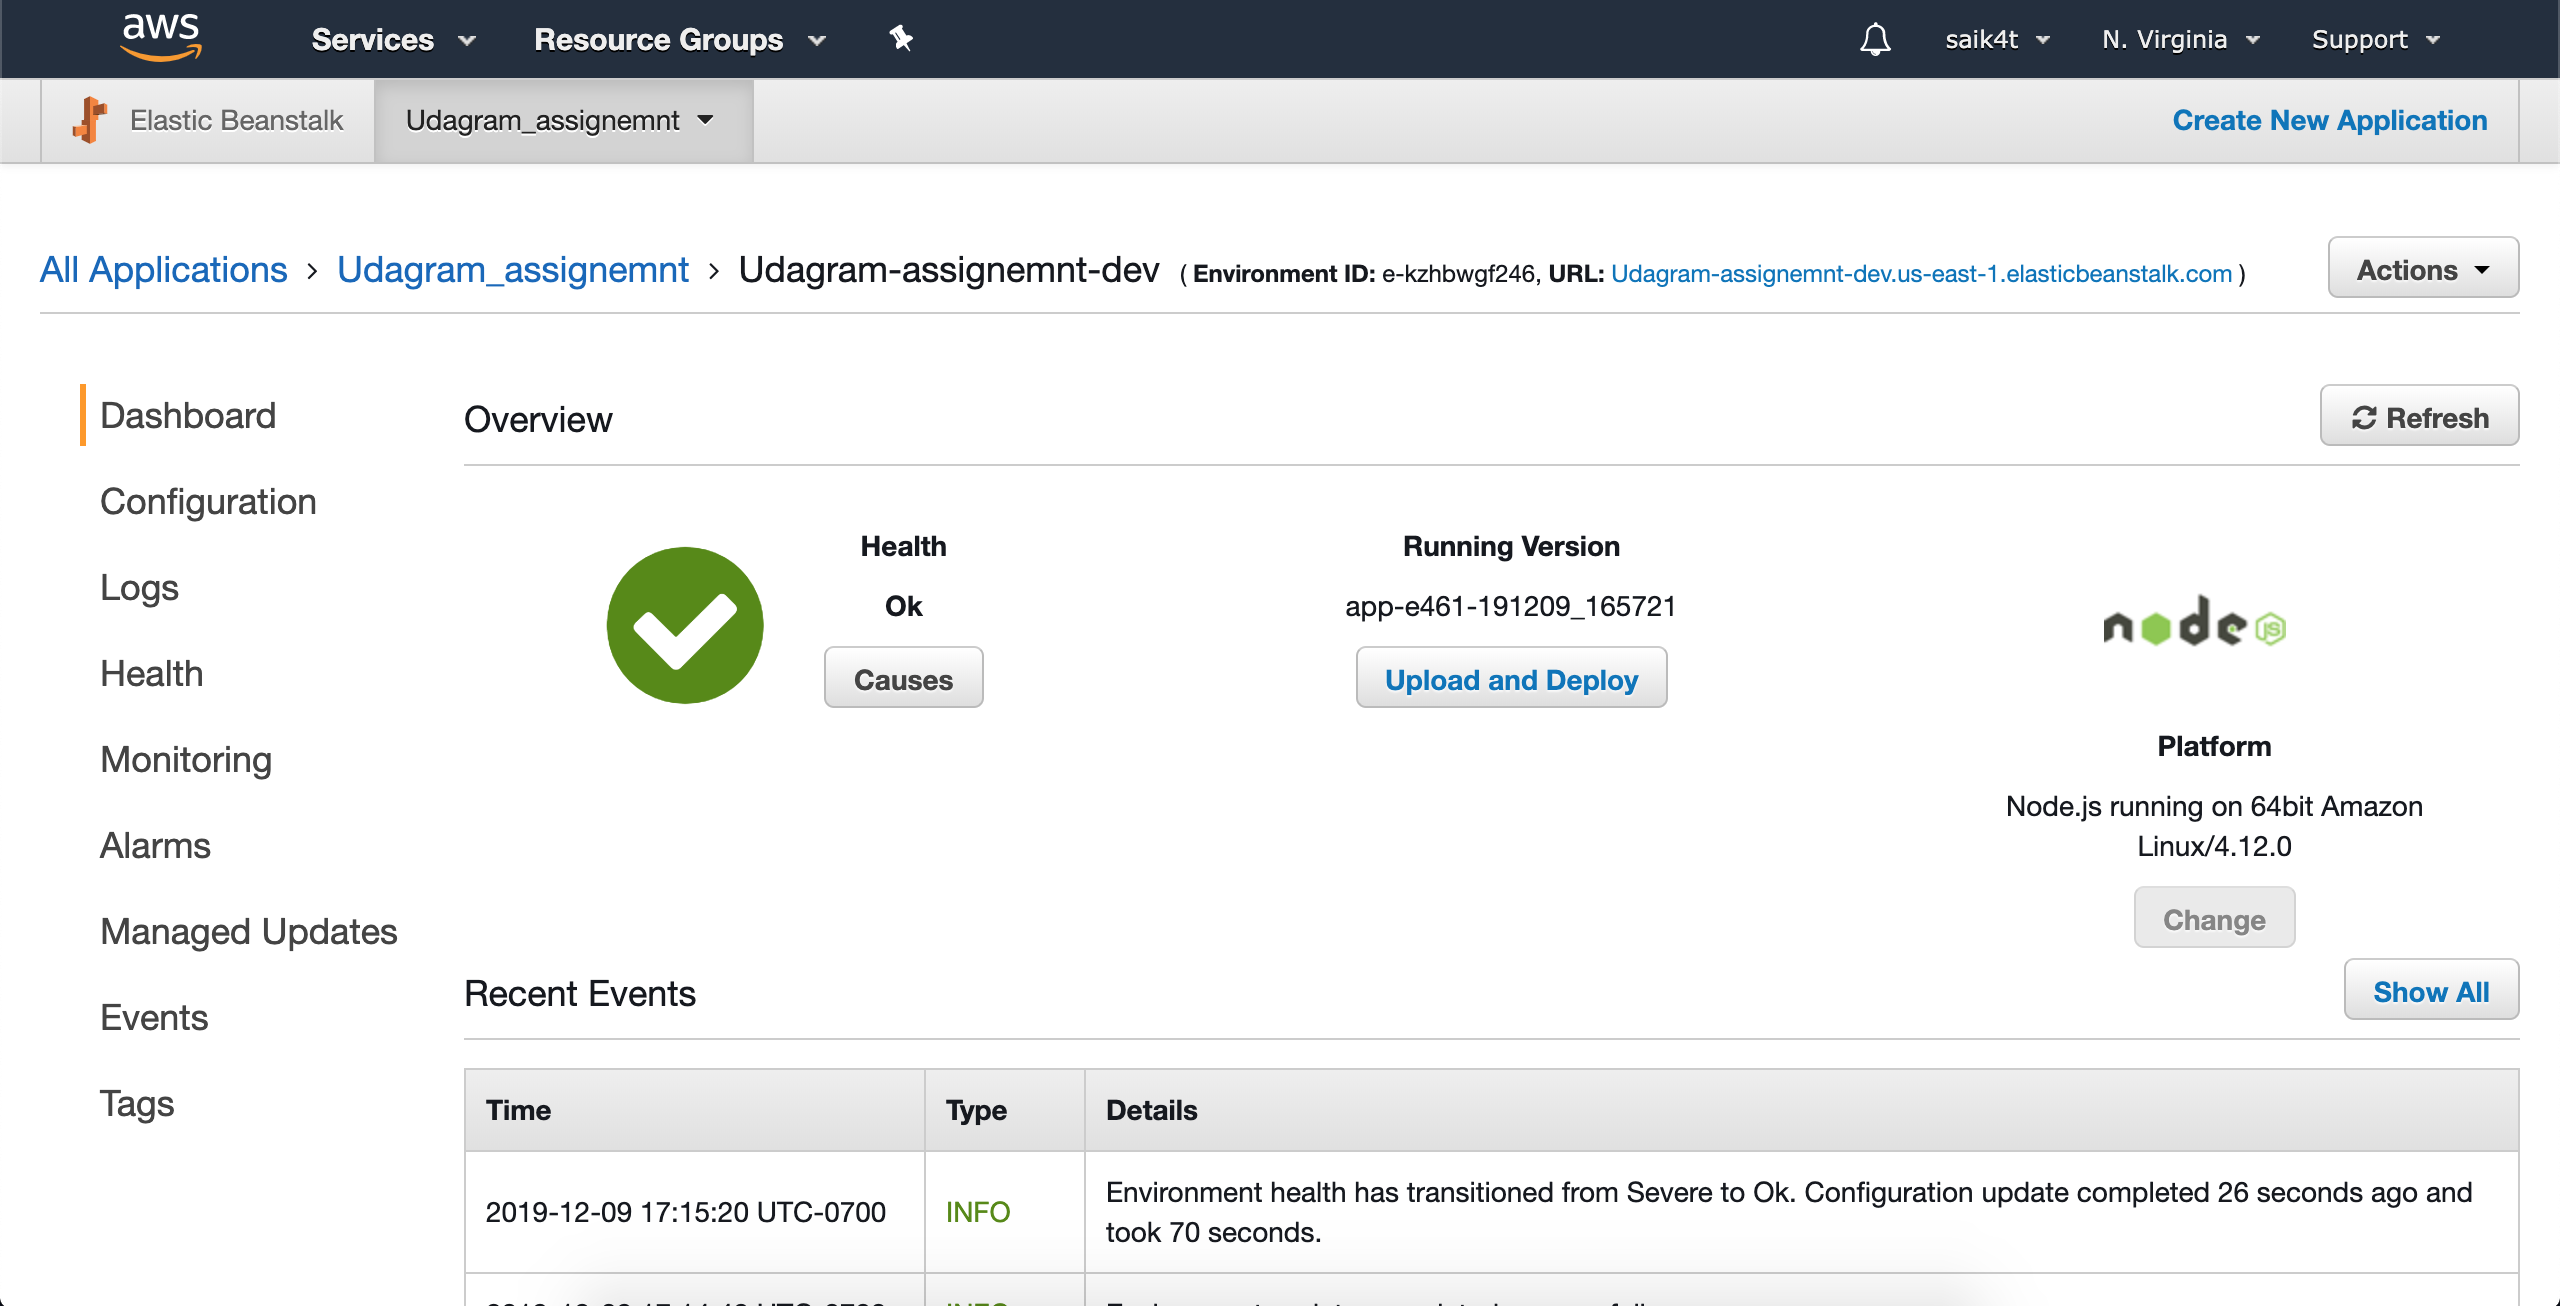 aws Services Resource Groups saik4t N. Virginia Support
Elastic Beanstalk Udagram_assignemnt Create New Application
All Applications › Udagram_assignemnt › Udagram-assignemnt-dev ( Environment ID: e-kzhbwgf246, URL: Udagram-assignemnt-dev.us-east-1.elasticbeanstalk.com ) Actions
Dashboard
Configuration
Logs
Health
Monitoring
Alarms
Managed Updates
Events
Tags
Overview Refresh
Health
Ok
Causes
Running Version
app-e461-191209_165721
Upload and Deploy
node JS
Platform
Node.js running on 64bit Amazon
Linux/4.12.0
Change
Recent Events Show All
Time Type Details
2019-12-09 17:15:20 UTC-0700 INFO Environment health has transitioned from Severe to Ok. Configuration update completed 26 seconds ago and
took 70 seconds.